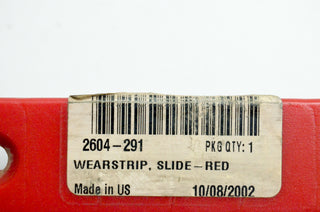 2604-291 PKG QTY: 1
WEARSTRIP, SLIDE-RED
Made in US 10/08/2002